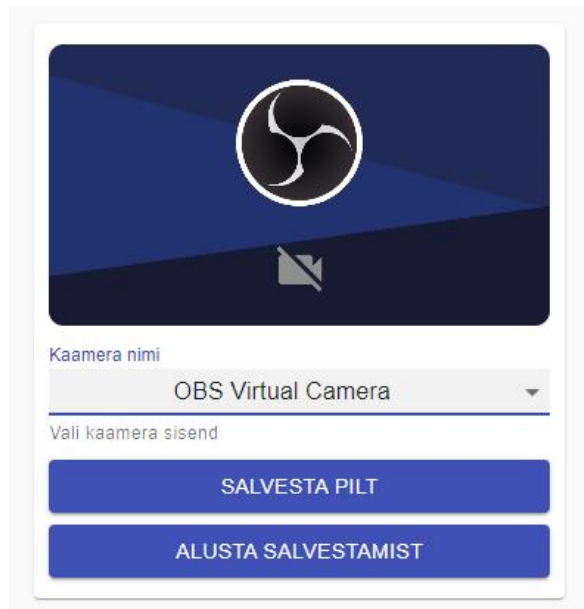 Kaamera nimi
OBS Virtual Camera
Vali kaamera sisend
SALVESTA PILT
ALUSTA SALVESTAMIST